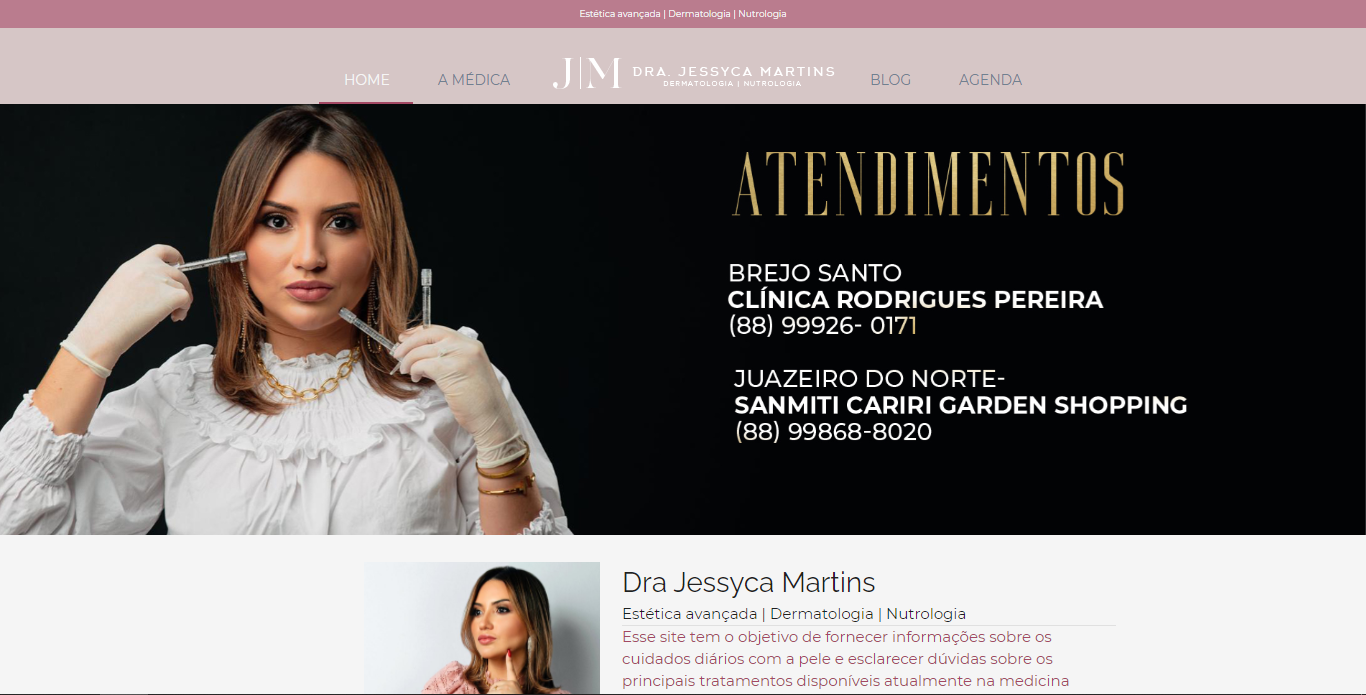 Estética avançada | Dermatologia | Nutrologia
HOME
A MÉDICA
JM
DRA. JESSYCA MARTINS
DERMATOLOGIA | NUTROLOGIA
BLOG
AGENDA
ATENDIMENTOS
BREJO SANTO
CLÍNICA RODRIGUES PEREIRA
(88) 99926- 0171
JUAZEIRO DO NORTE-
SANMITI CARIRI GARDEN SHOPPING
(88) 99868-8020
Dra Jessyca Martins
Estética avançada | Dermatologia | Nutrologia
Esse site tem o objetivo de fornecer informações sobre os
cuidados diários com a pele e esclarecer dúvidas sobre os
principais tratamentos disponíveis atualmente na medicina